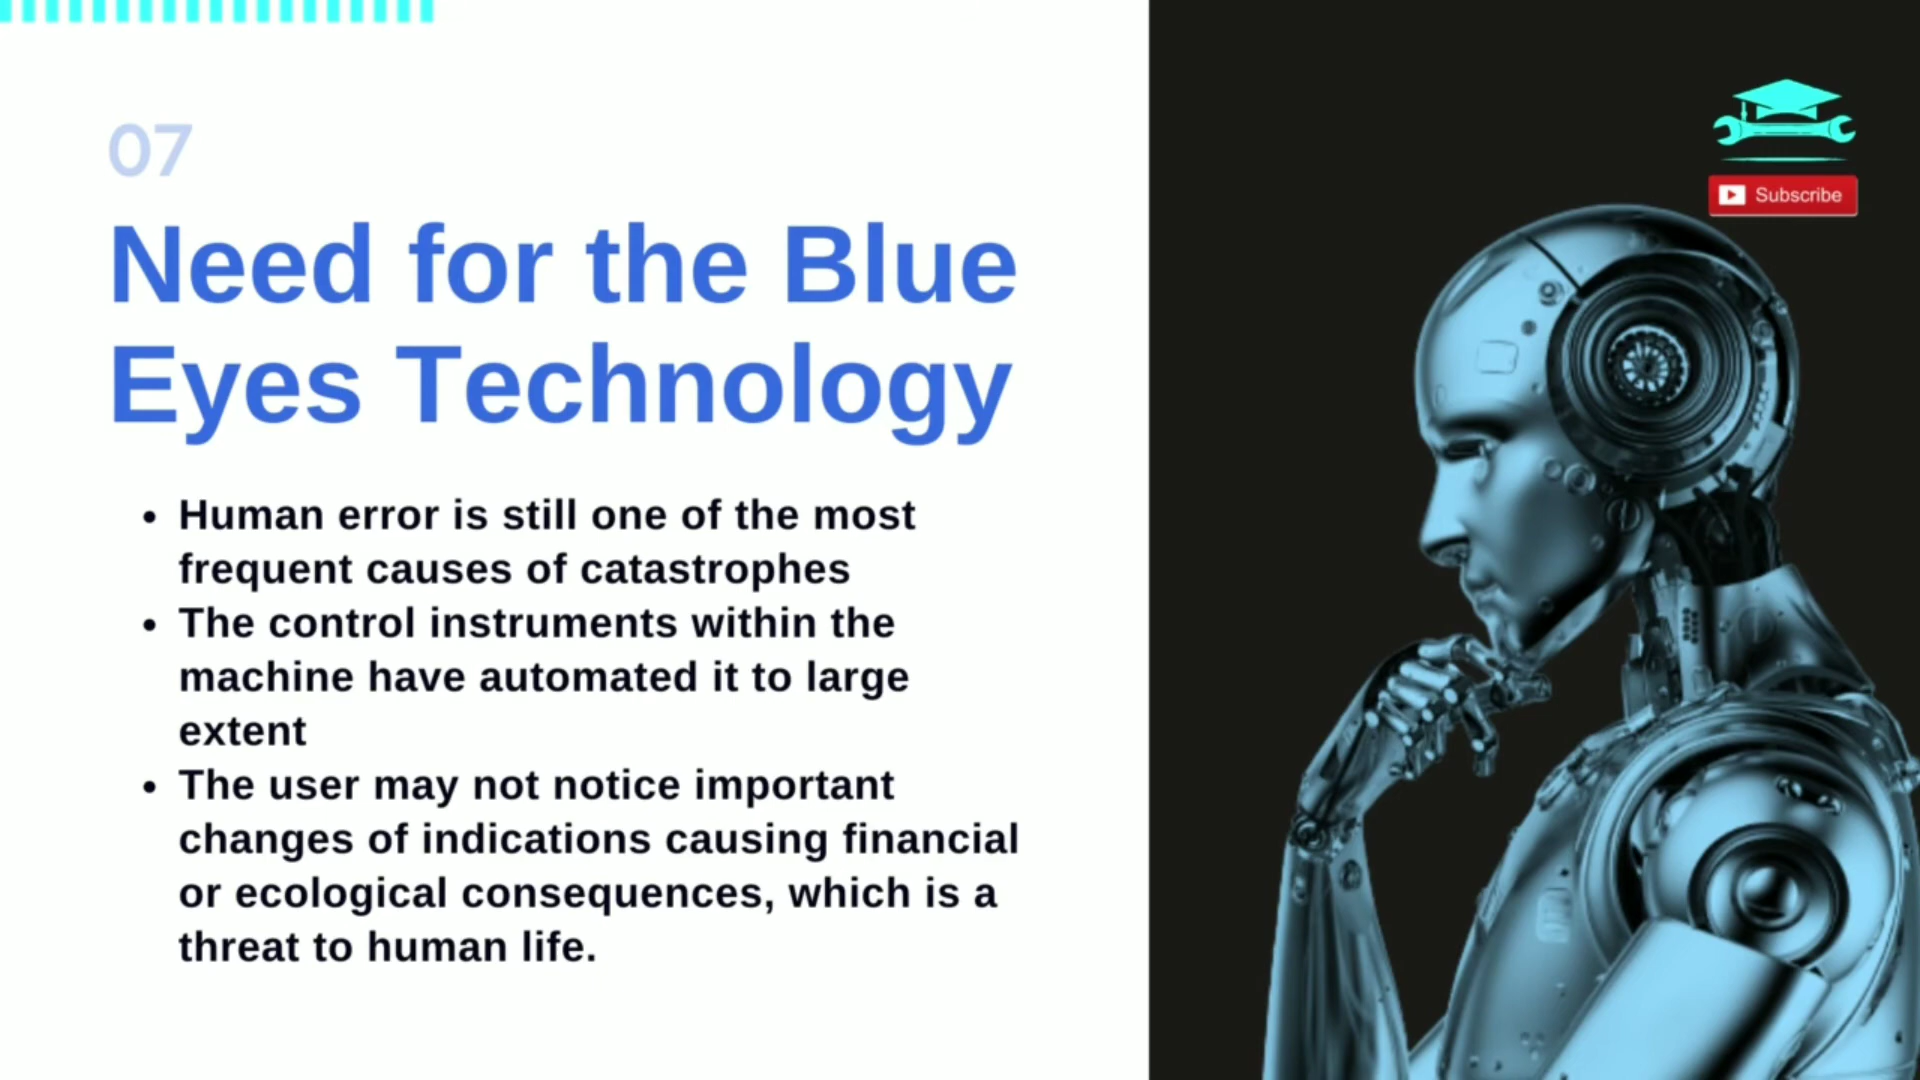 07
Need for the Blue
Eyes Technology
• Human error is still one of the most
frequent causes of catastrophes
• The control instruments within the
machine have automated it to large
extent
• The user may not notice important
changes of indications causing financial
or ecological consequences, which is a
threat to human life.
Subscribe